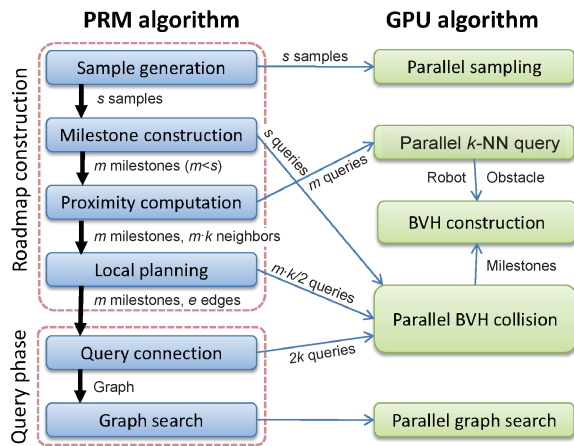 PRM algorithm
GPU algorithm
Roadmap construction
Sample generation
s samples
Parallel sampling
s samples
Milestone construction
s queries
m queries
Parallel k-NN query
m milestones (m<s)
Robot
Obstacle
Proximity computation
BVH construction
m milestones, m·k neighbors
Milestones
Local planning
m·k/2 queries
m milestones, e edges
Parallel BVH collision
Query phase
Query connection
2k queries
Graph
Graph search
Parallel graph search